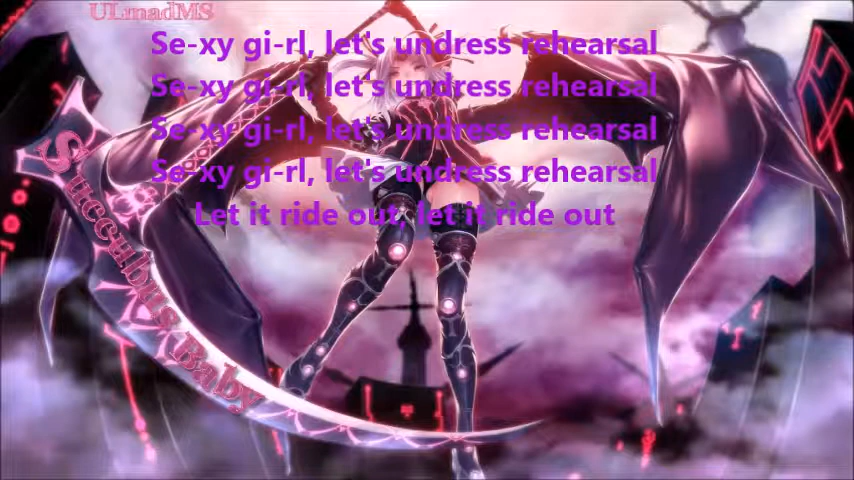 ULmadMS
Se-xy gi-rl, let's undress rehearsal
Se-xy gi-rl, let's undress rehearsal
Se-xy gi-rl, let's undress rehearsal
Se-xy gi-rl, let's undress rehearsal
Let it ride out, let it ride out
Succubus Baby